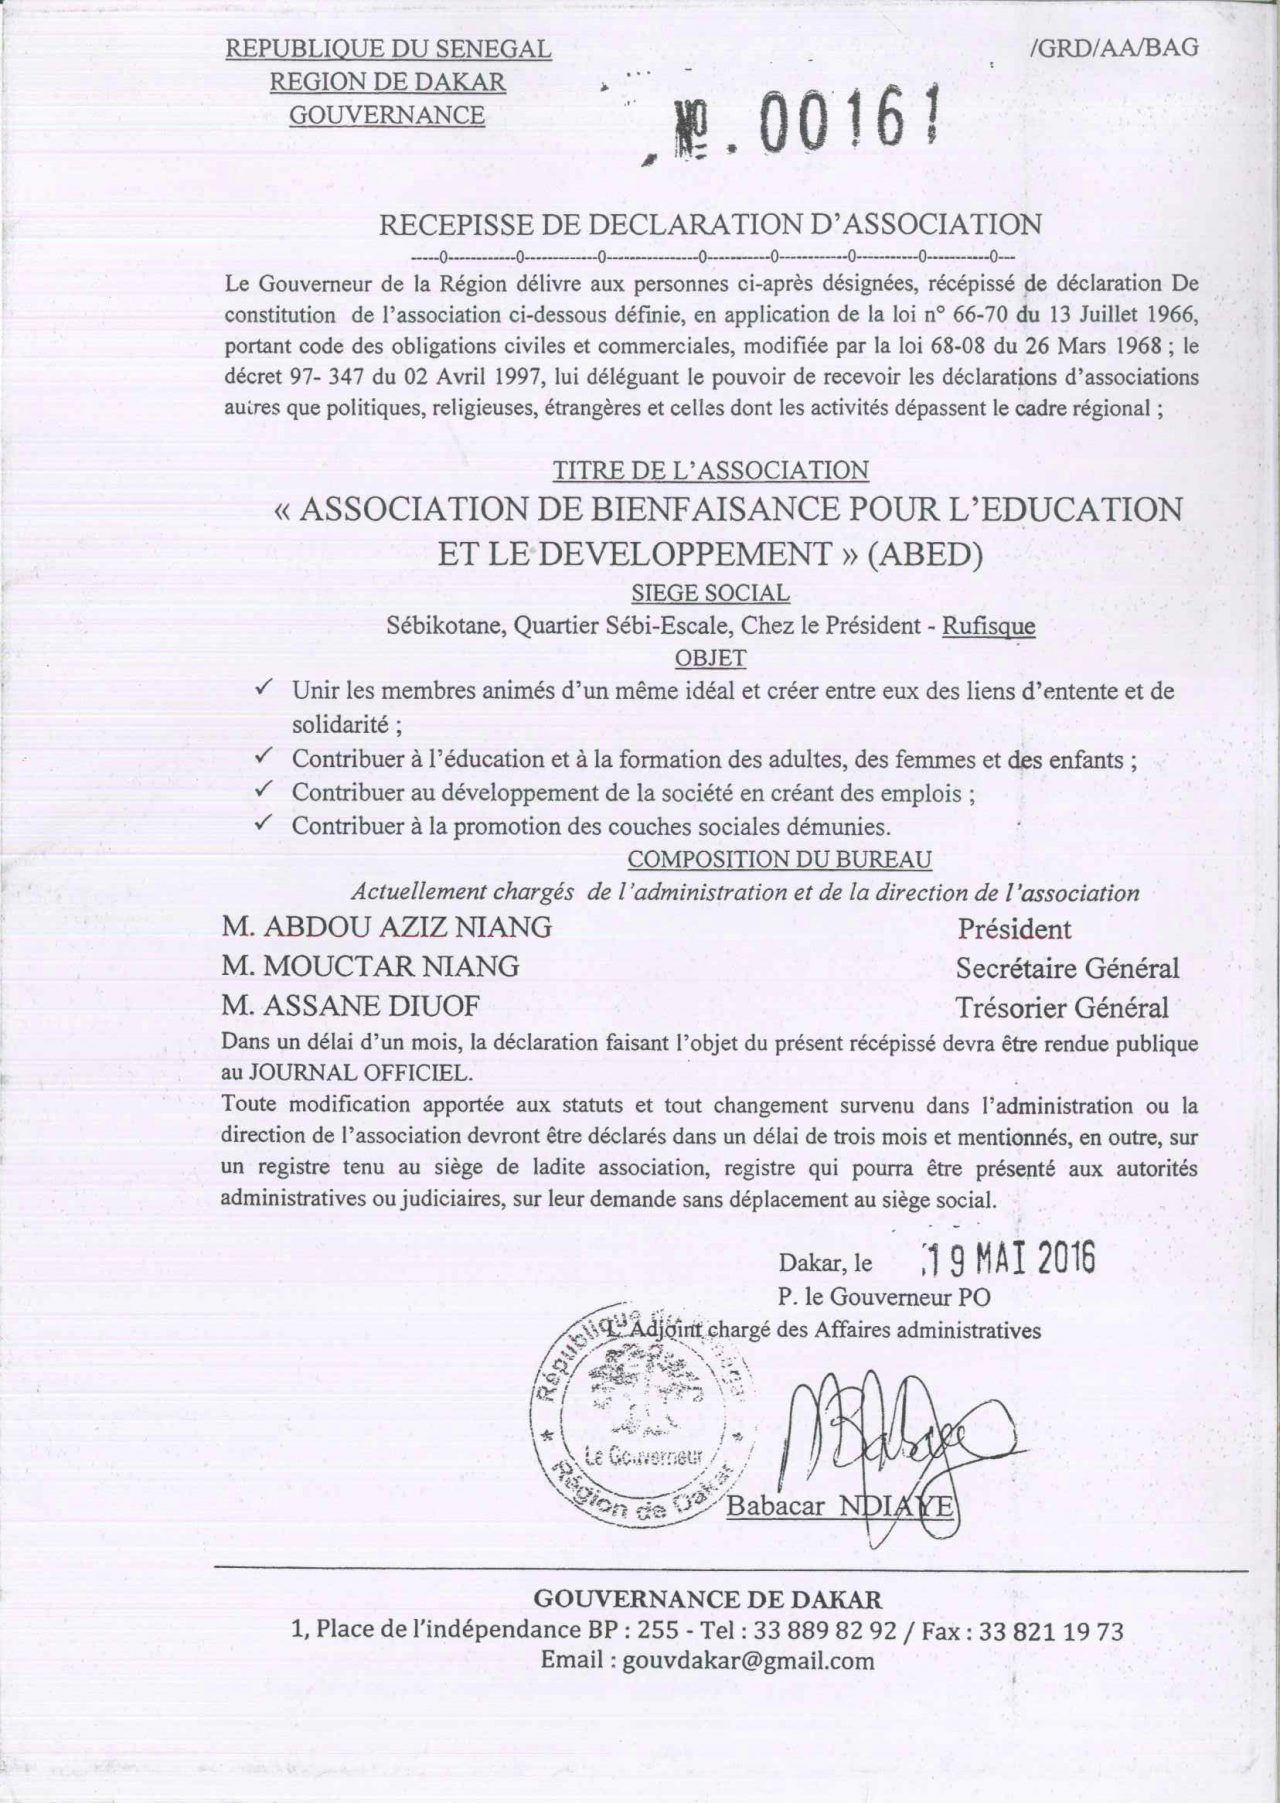 REPUBLIQUE DU SENEGAL
REGION DE DAKAR
GOUVERNANCE
/GRD/AA/BAG
№. 00161
RECEPISSE DE DECLARATION D'ASSOCIATION
----0-----------0------------0---------------0----------0-----------0----------0----------0---
Le Gouverneur de la Région délivre aux personnes ci-après désignées, récépissé de déclaration De
constitution de l'association ci-dessous définie, en application de la loi n° 66-70 du 13 Juillet 1966,
portant code des obligations civiles et commerciales, modifiée par la loi 68-08 du 26 Mars 1968 ; le
décret 97- 347 du 02 Avril 1997, lui déléguant le pouvoir de recevoir les déclarations d'associations
autres que politiques, religieuses, étrangères et celles dont les activités dépassent le cadre régional ;
TITRE DE L'ASSOCIATION
« ASSOCIATION DE BIENFAISANCE POUR L'EDUCATION
ET LE DEVELOPPEMENT » (ABED)
SIEGE SOCIAL
Sébikotane, Quartier Sébi-Escale, Chez le Président - Rufisque
OBJET
✓ Unir les membres animés d'un même idéal et créer entre eux des liens d'entente et de
solidarité ;
✓ Contribuer à l'éducation et à la formation des adultes, des femmes et des enfants ;
✓ Contribuer au développement de la société en créant des emplois ;
✓ Contribuer à la promotion des couches sociales démunies.
COMPOSITION DU BUREAU
Actuellement chargés de l'administration et de la direction de l'association
M. ABDOU AZIZ NIANG Président
M. MOUCTAR NIANG Secrétaire Général
M. ASSANE DIUOF Trésorier Général
Dans un délai d'un mois, la déclaration faisant l'objet du présent récépissé devra être rendue publique
au JOURNAL OFFICIEL.
Toute modification apportée aux statuts et tout changement survenu dans l'administration ou la
direction de l'association devront être déclarés dans un délai de trois mois et mentionnés, en outre, sur
un registre tenu au siège de ladite association, registre qui pourra être présenté aux autorités
administratives ou judiciaires, sur leur demande sans déplacement au siège social.
Dakar, le 19 MAI 2016
P. le Gouverneur PO
L'Adjoint chargé des Affaires administratives
République
Le Gouverneur
Région de Dakar
Babacar NDIAYE
GOUVERNANCE DE DAKAR
1, Place de l'indépendance BP : 255 - Tel : 33 889 82 92 / Fax : 33 821 19 73
Email : gouvdakar@gmail.com